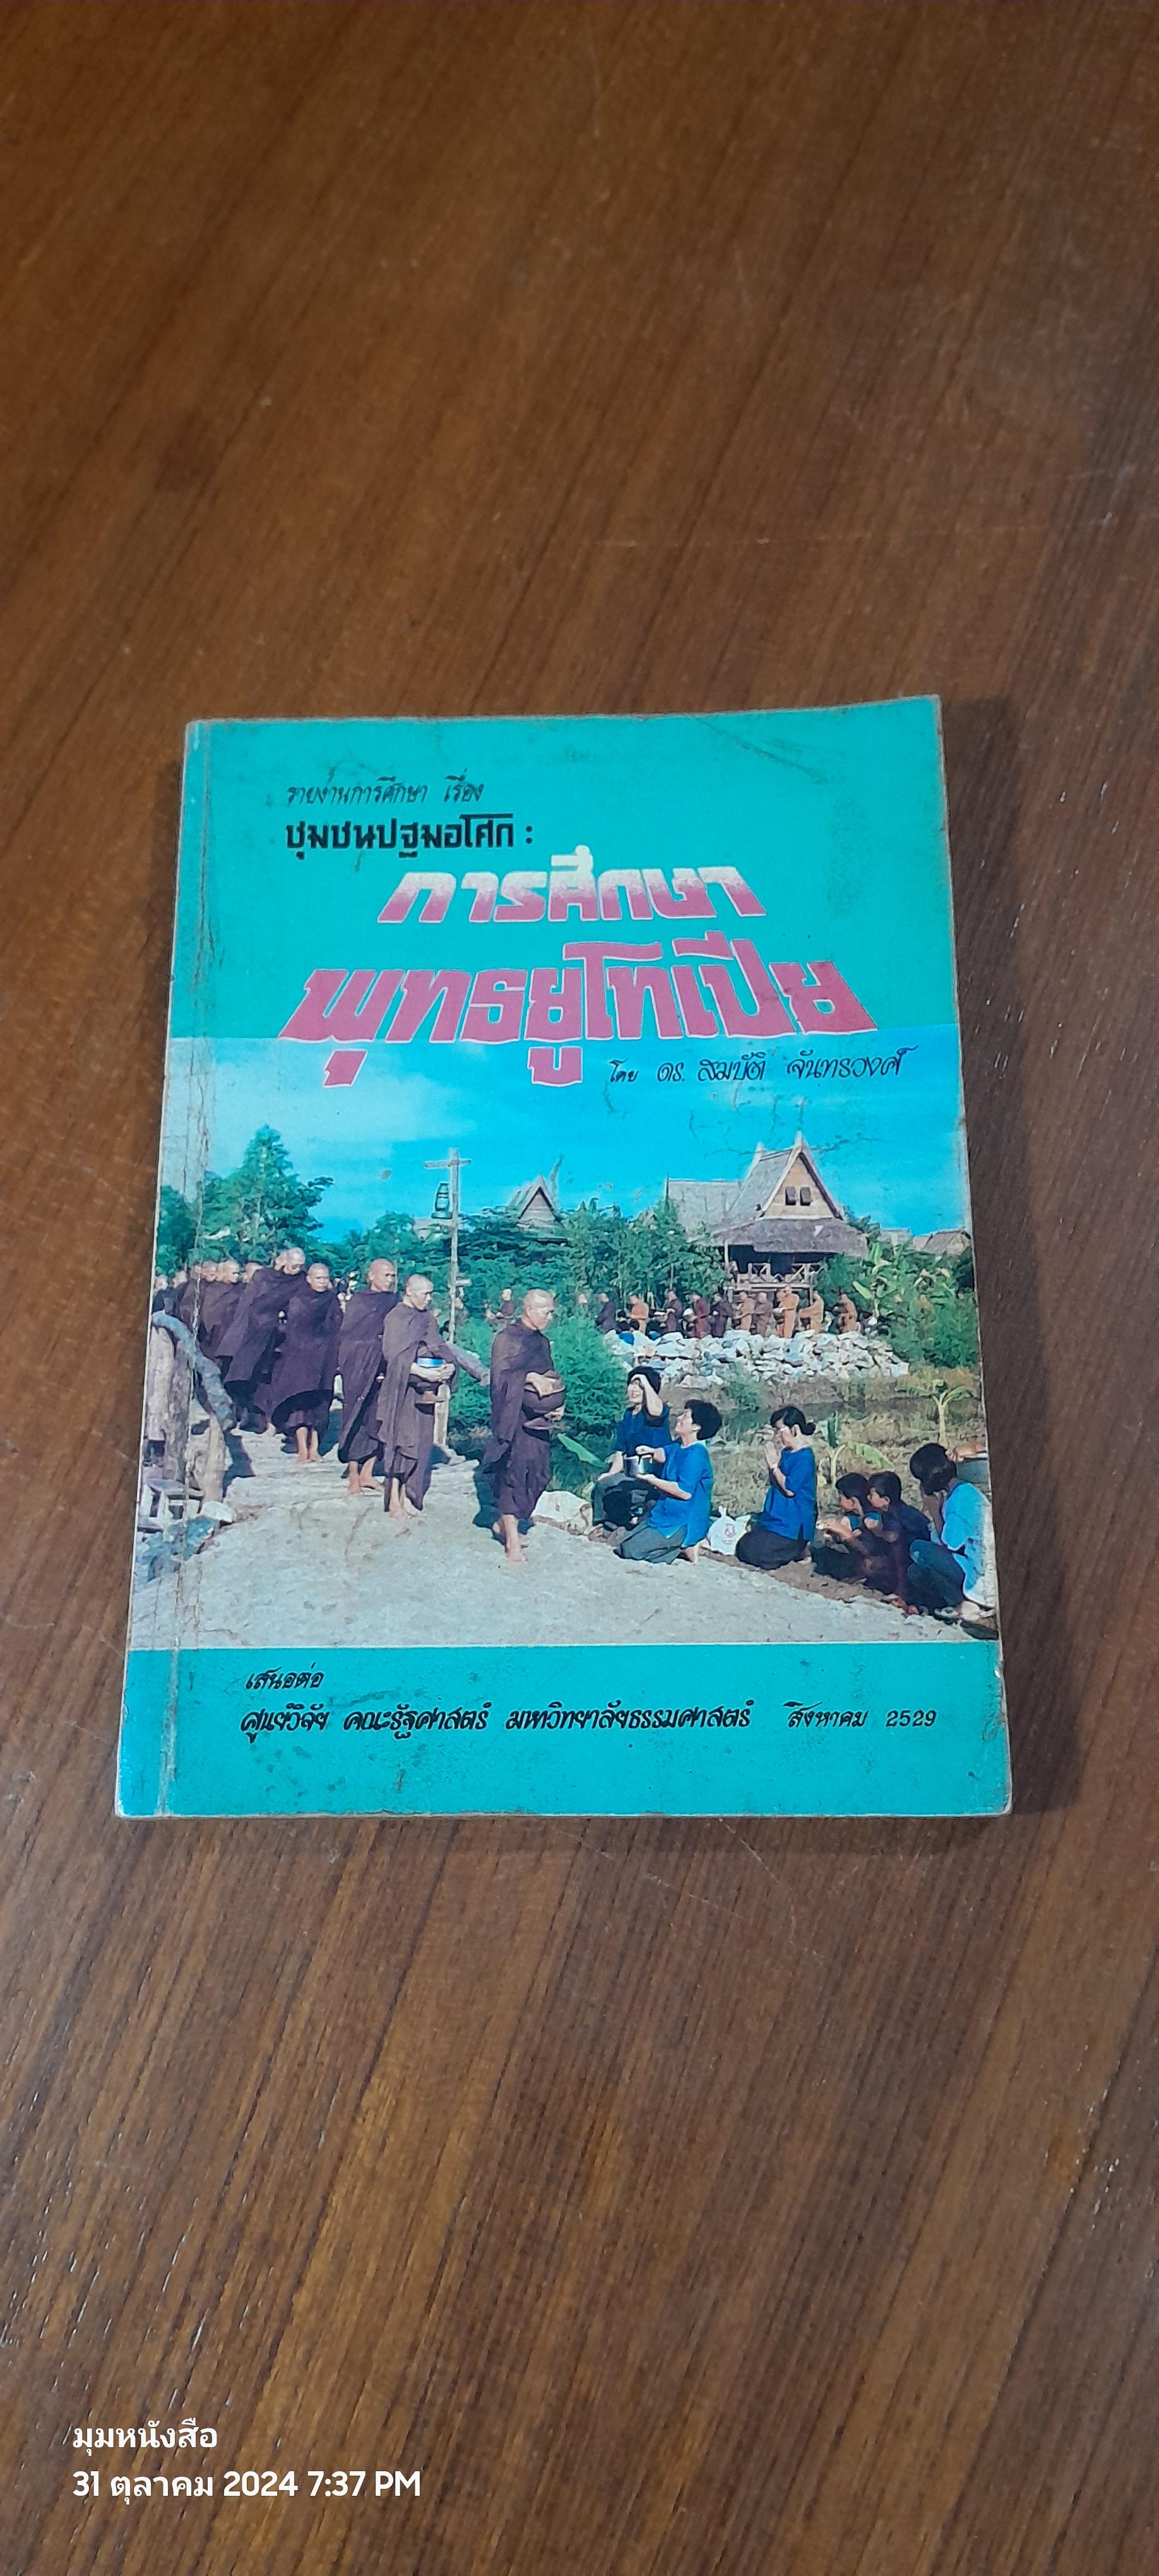 รายงานการศึกษา เรื่อง
ชุมชนปฐมอโศก :
การศึกษา
พุทธยูโทเปีย
โดย ดร. สมบัติ จันทรวงศ์
เสนอต่อ
ศูนย์วิจัย คณะรัฐศาสตร์ มหาวิทยาลัยธรรมศาสตร์ สิงหาคม 2529
มุมหนังสือ
31 ตุลาคม 2024 7:37 PM